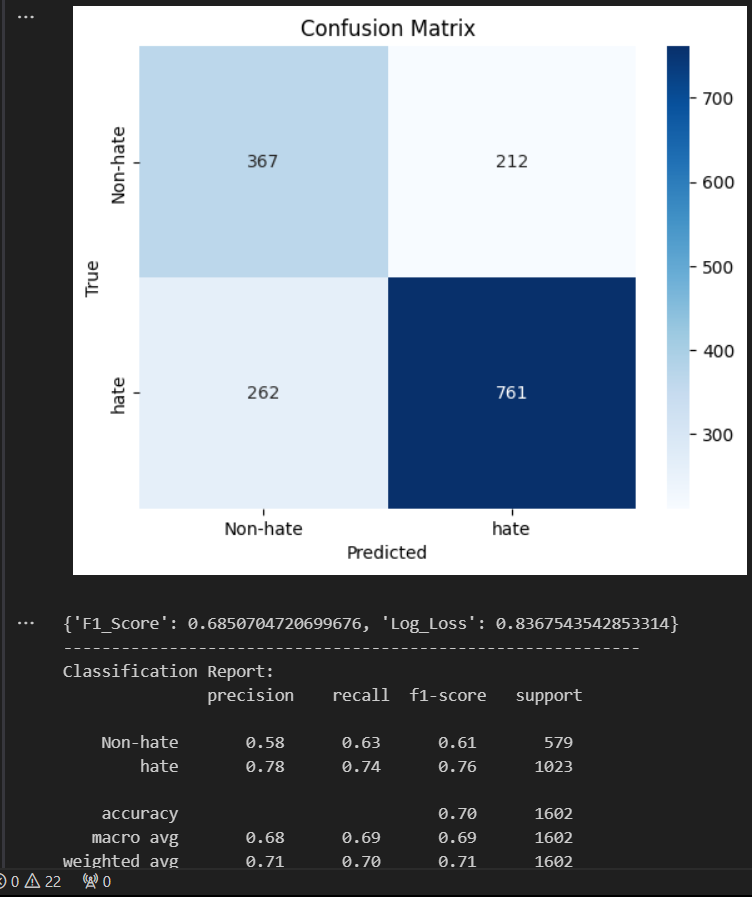 Confusion Matrix
Non-hate
367
212
700
600
500
400
300
True
hate
262
761
Non-hate hate
Predicted
{'F1_Score': 0.6850704720699676, 'Log_Loss': 0.8367543542853314}
------------------------------------------------------------
Classification Report:
precision recall f1-score support
Non-hate 0.58 0.63 0.61 579
hate 0.78 0.74 0.76 1023
accuracy 0.70 1602
macro avg 0.68 0.69 0.69 1602
weighted avg 0.71 0.70 0.71 1602
0 22 0